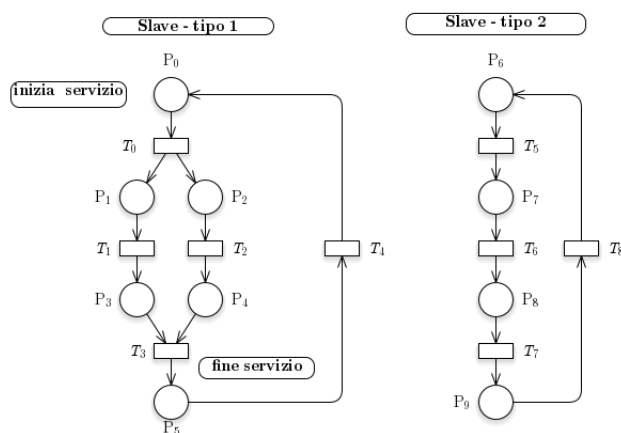 Slave - tipo 1
Slave - tipo 2
P0
P6
inizia servizio
T0
T5
P1
P2
P7
T1
T2
T4
T6
T8
P3
P4
P8
T3
T7
fine servizio
P5
P9